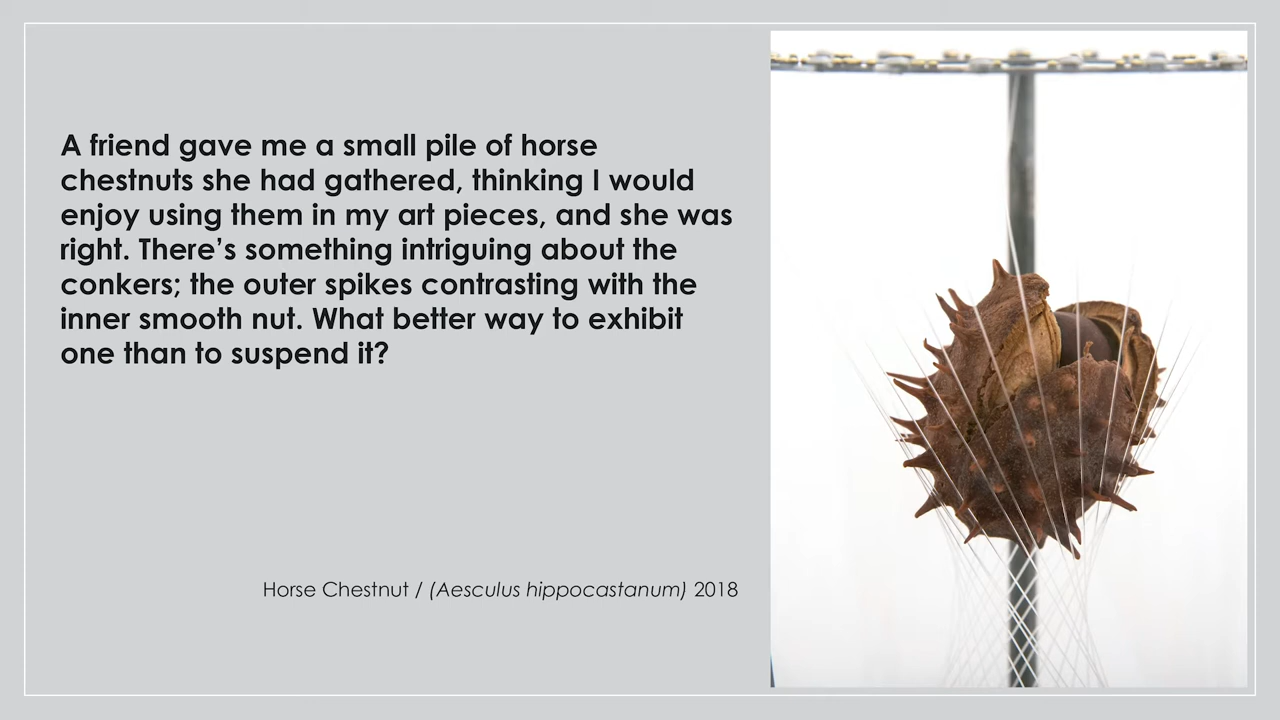 A friend gave me a small pile of horse
chestnuts she had gathered, thinking I would
enjoy using them in my art pieces, and she was
right. There’s something intriguing about the
conkers; the outer spikes contrasting with the
inner smooth nut. What better way to exhibit
one than to suspend it?
Horse Chestnut / (Aesculus hippocastanum) 2018